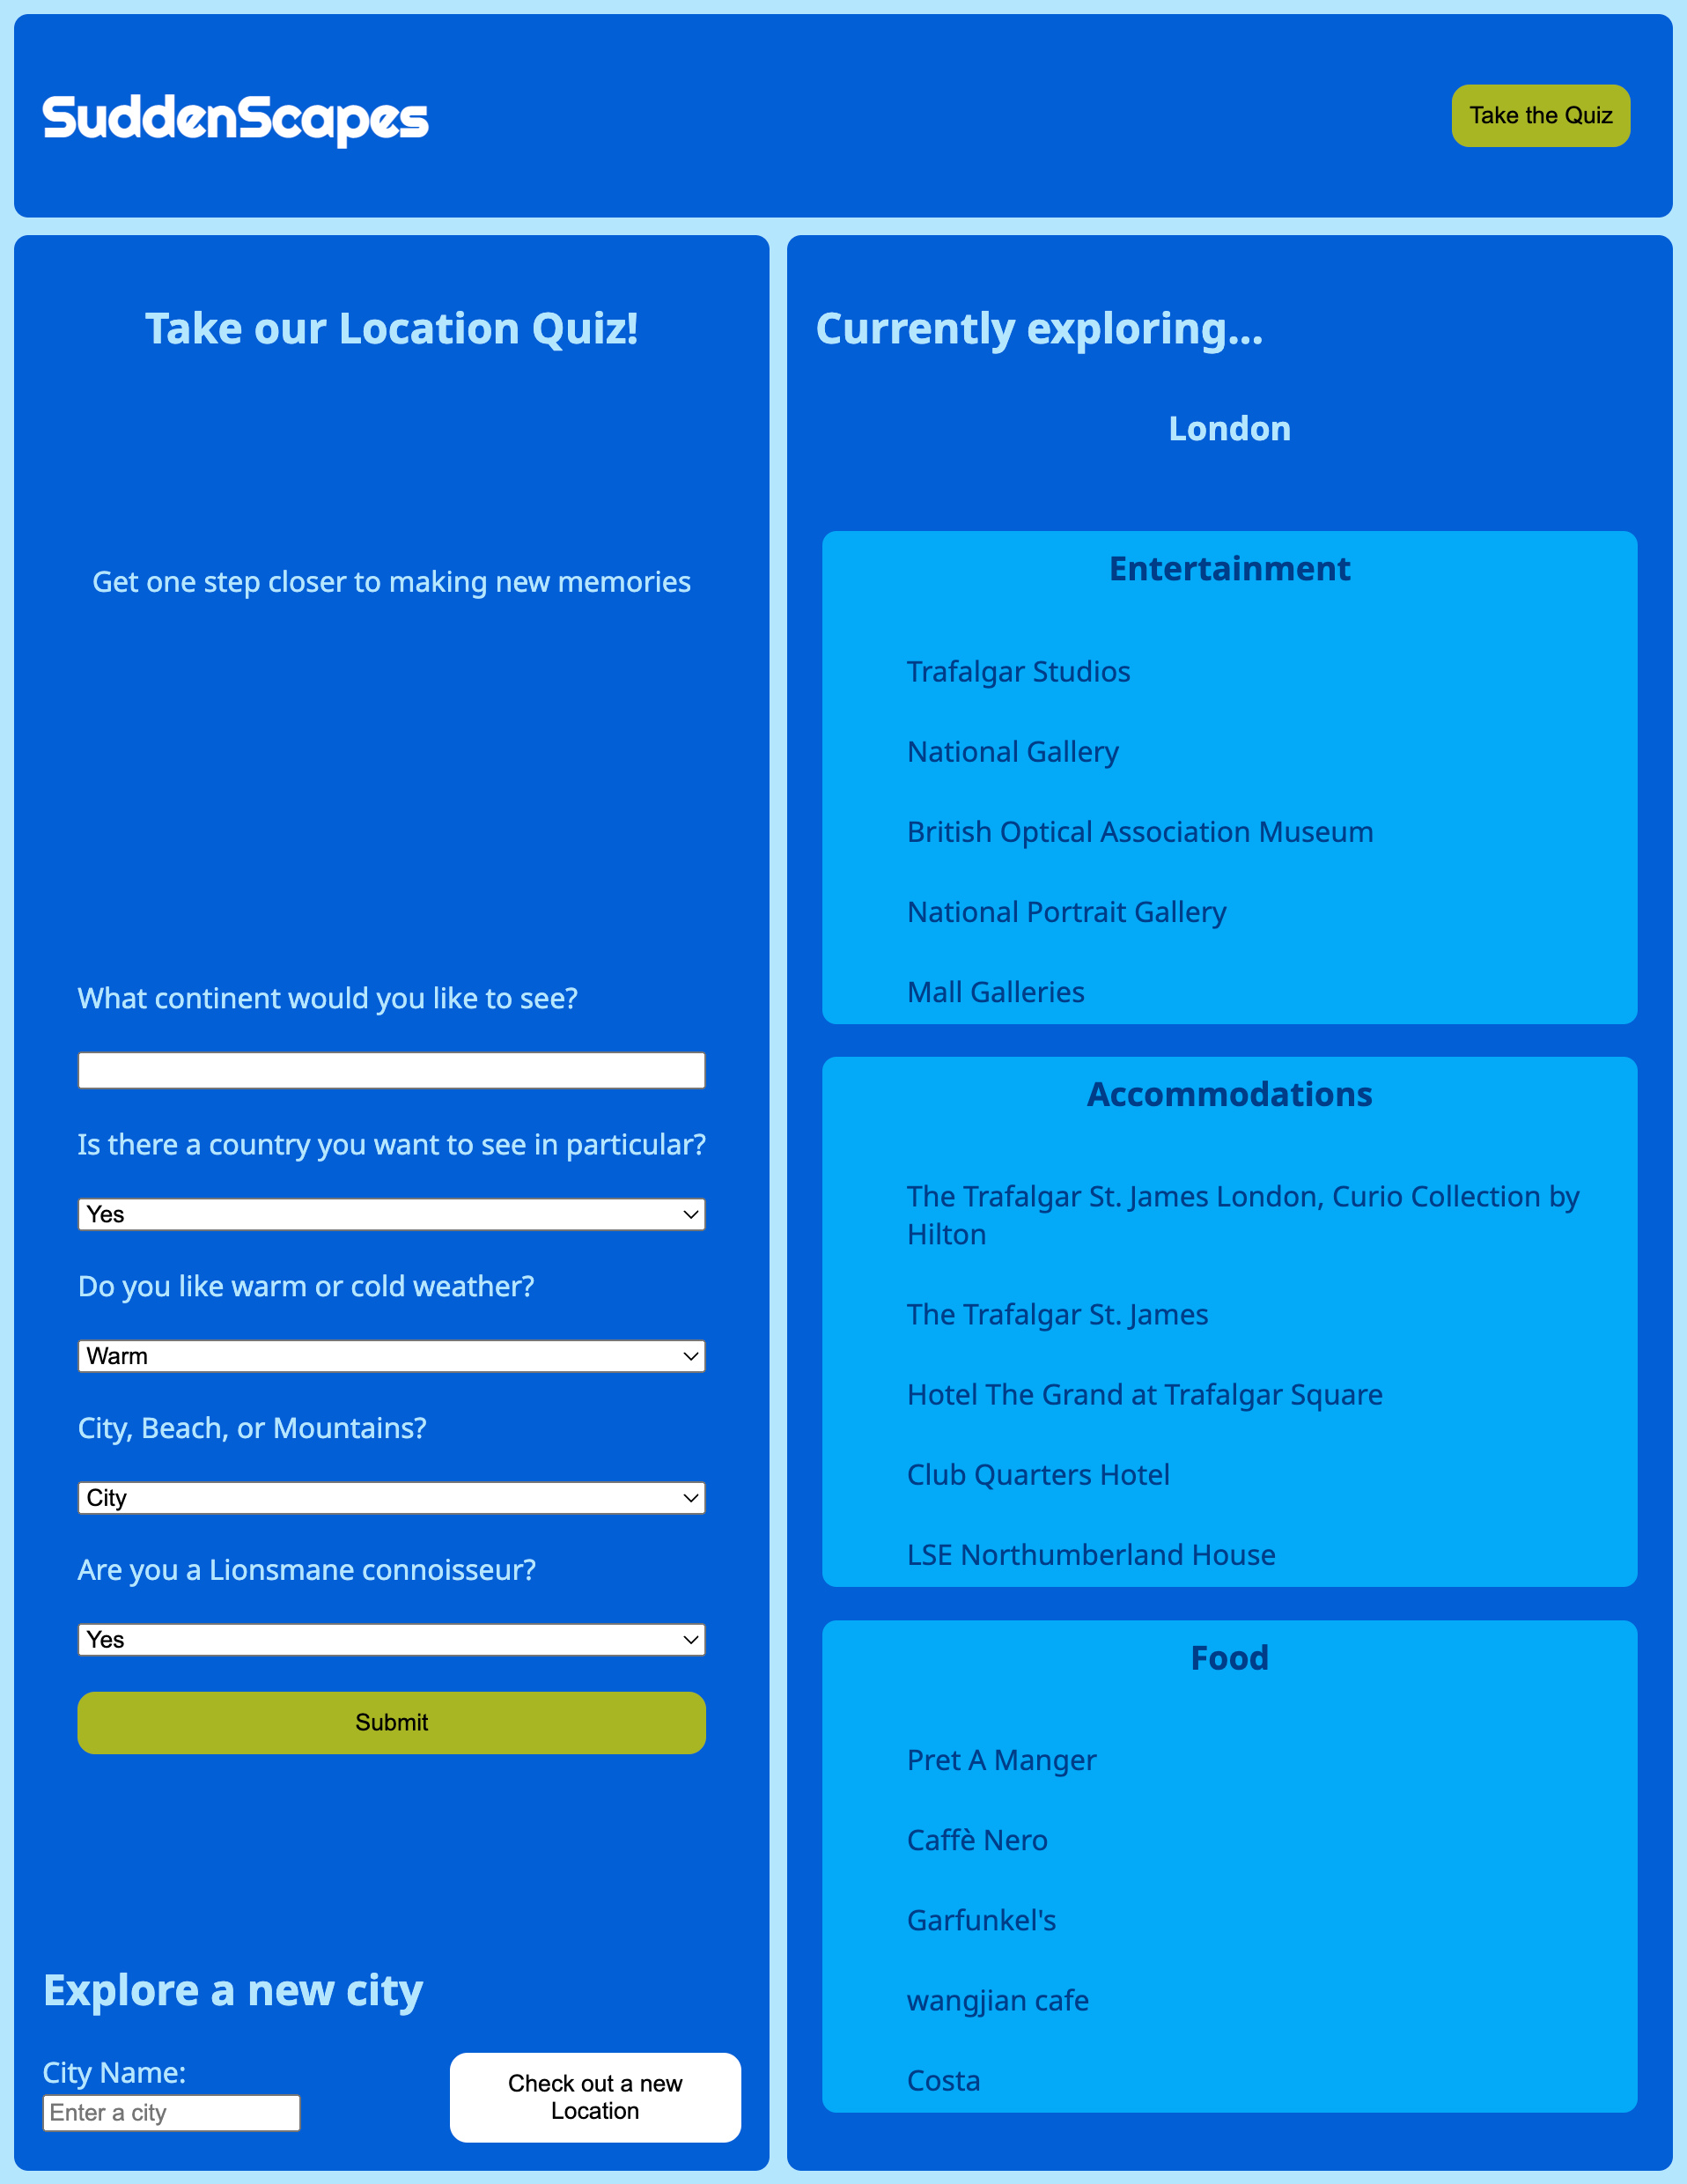 SuddenScapes
Take the Quiz
Take our Location Quiz!
Get one step closer to making new memories
What continent would you like to see?
Is there a country you want to see in particular?
Yes
Do you like warm or cold weather?
Warm
City, Beach, or Mountains?
City
Are you a Lionsmane connoisseur?
Yes
Submit
Explore a new city
City Name:
Enter a city
Check out a new
Location
Currently exploring...
London
Entertainment
Trafalgar Studios
National Gallery
British Optical Association Museum
National Portrait Gallery
Mall Galleries
Accommodations
The Trafalgar St. James London, Curio Collection by
Hilton
The Trafalgar St. James
Hotel The Grand at Trafalgar Square
Club Quarters Hotel
LSE Northumberland House
Food
Pret A Manger
Caffè Nero
Garfunkel's
wangjian cafe
Costa